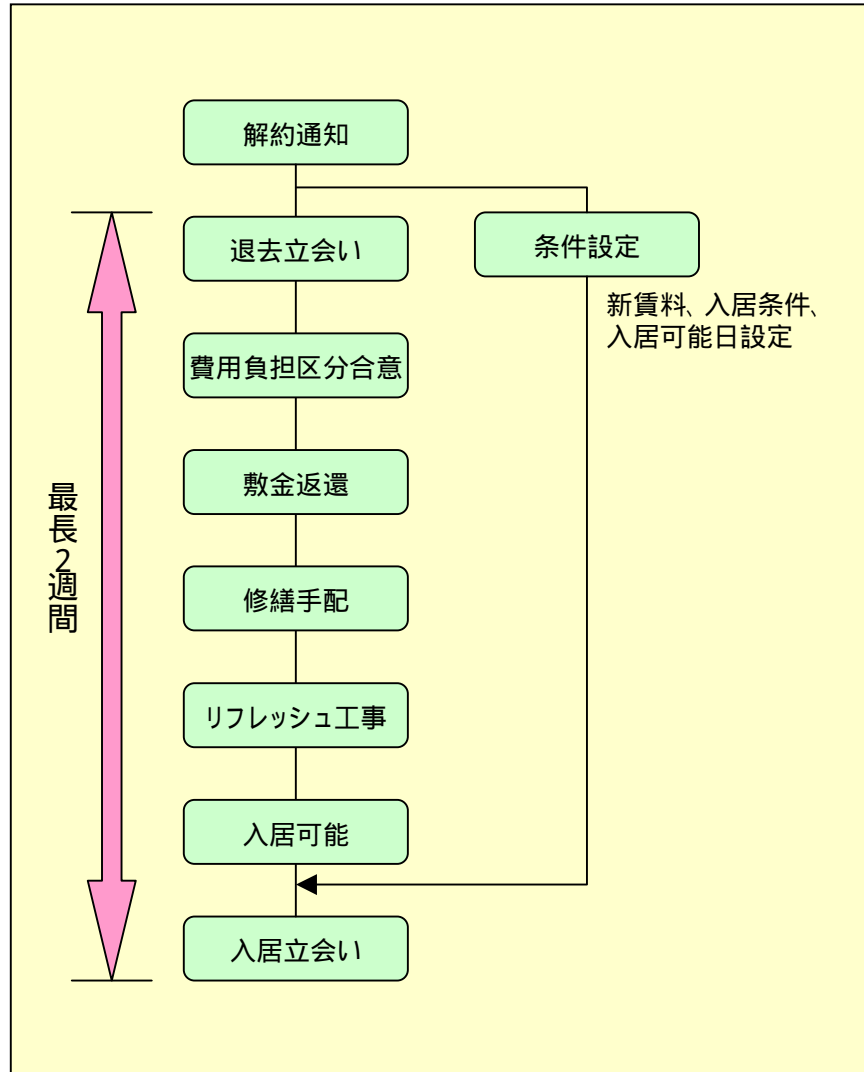 解約通知
退去立会い
条件設定
新賃料、入居条件、
入居可能日設定
費用負担区分合意
敷金返還
最長2週間
修繕手配
リフレッシュ工事
入居可能
入居立会い